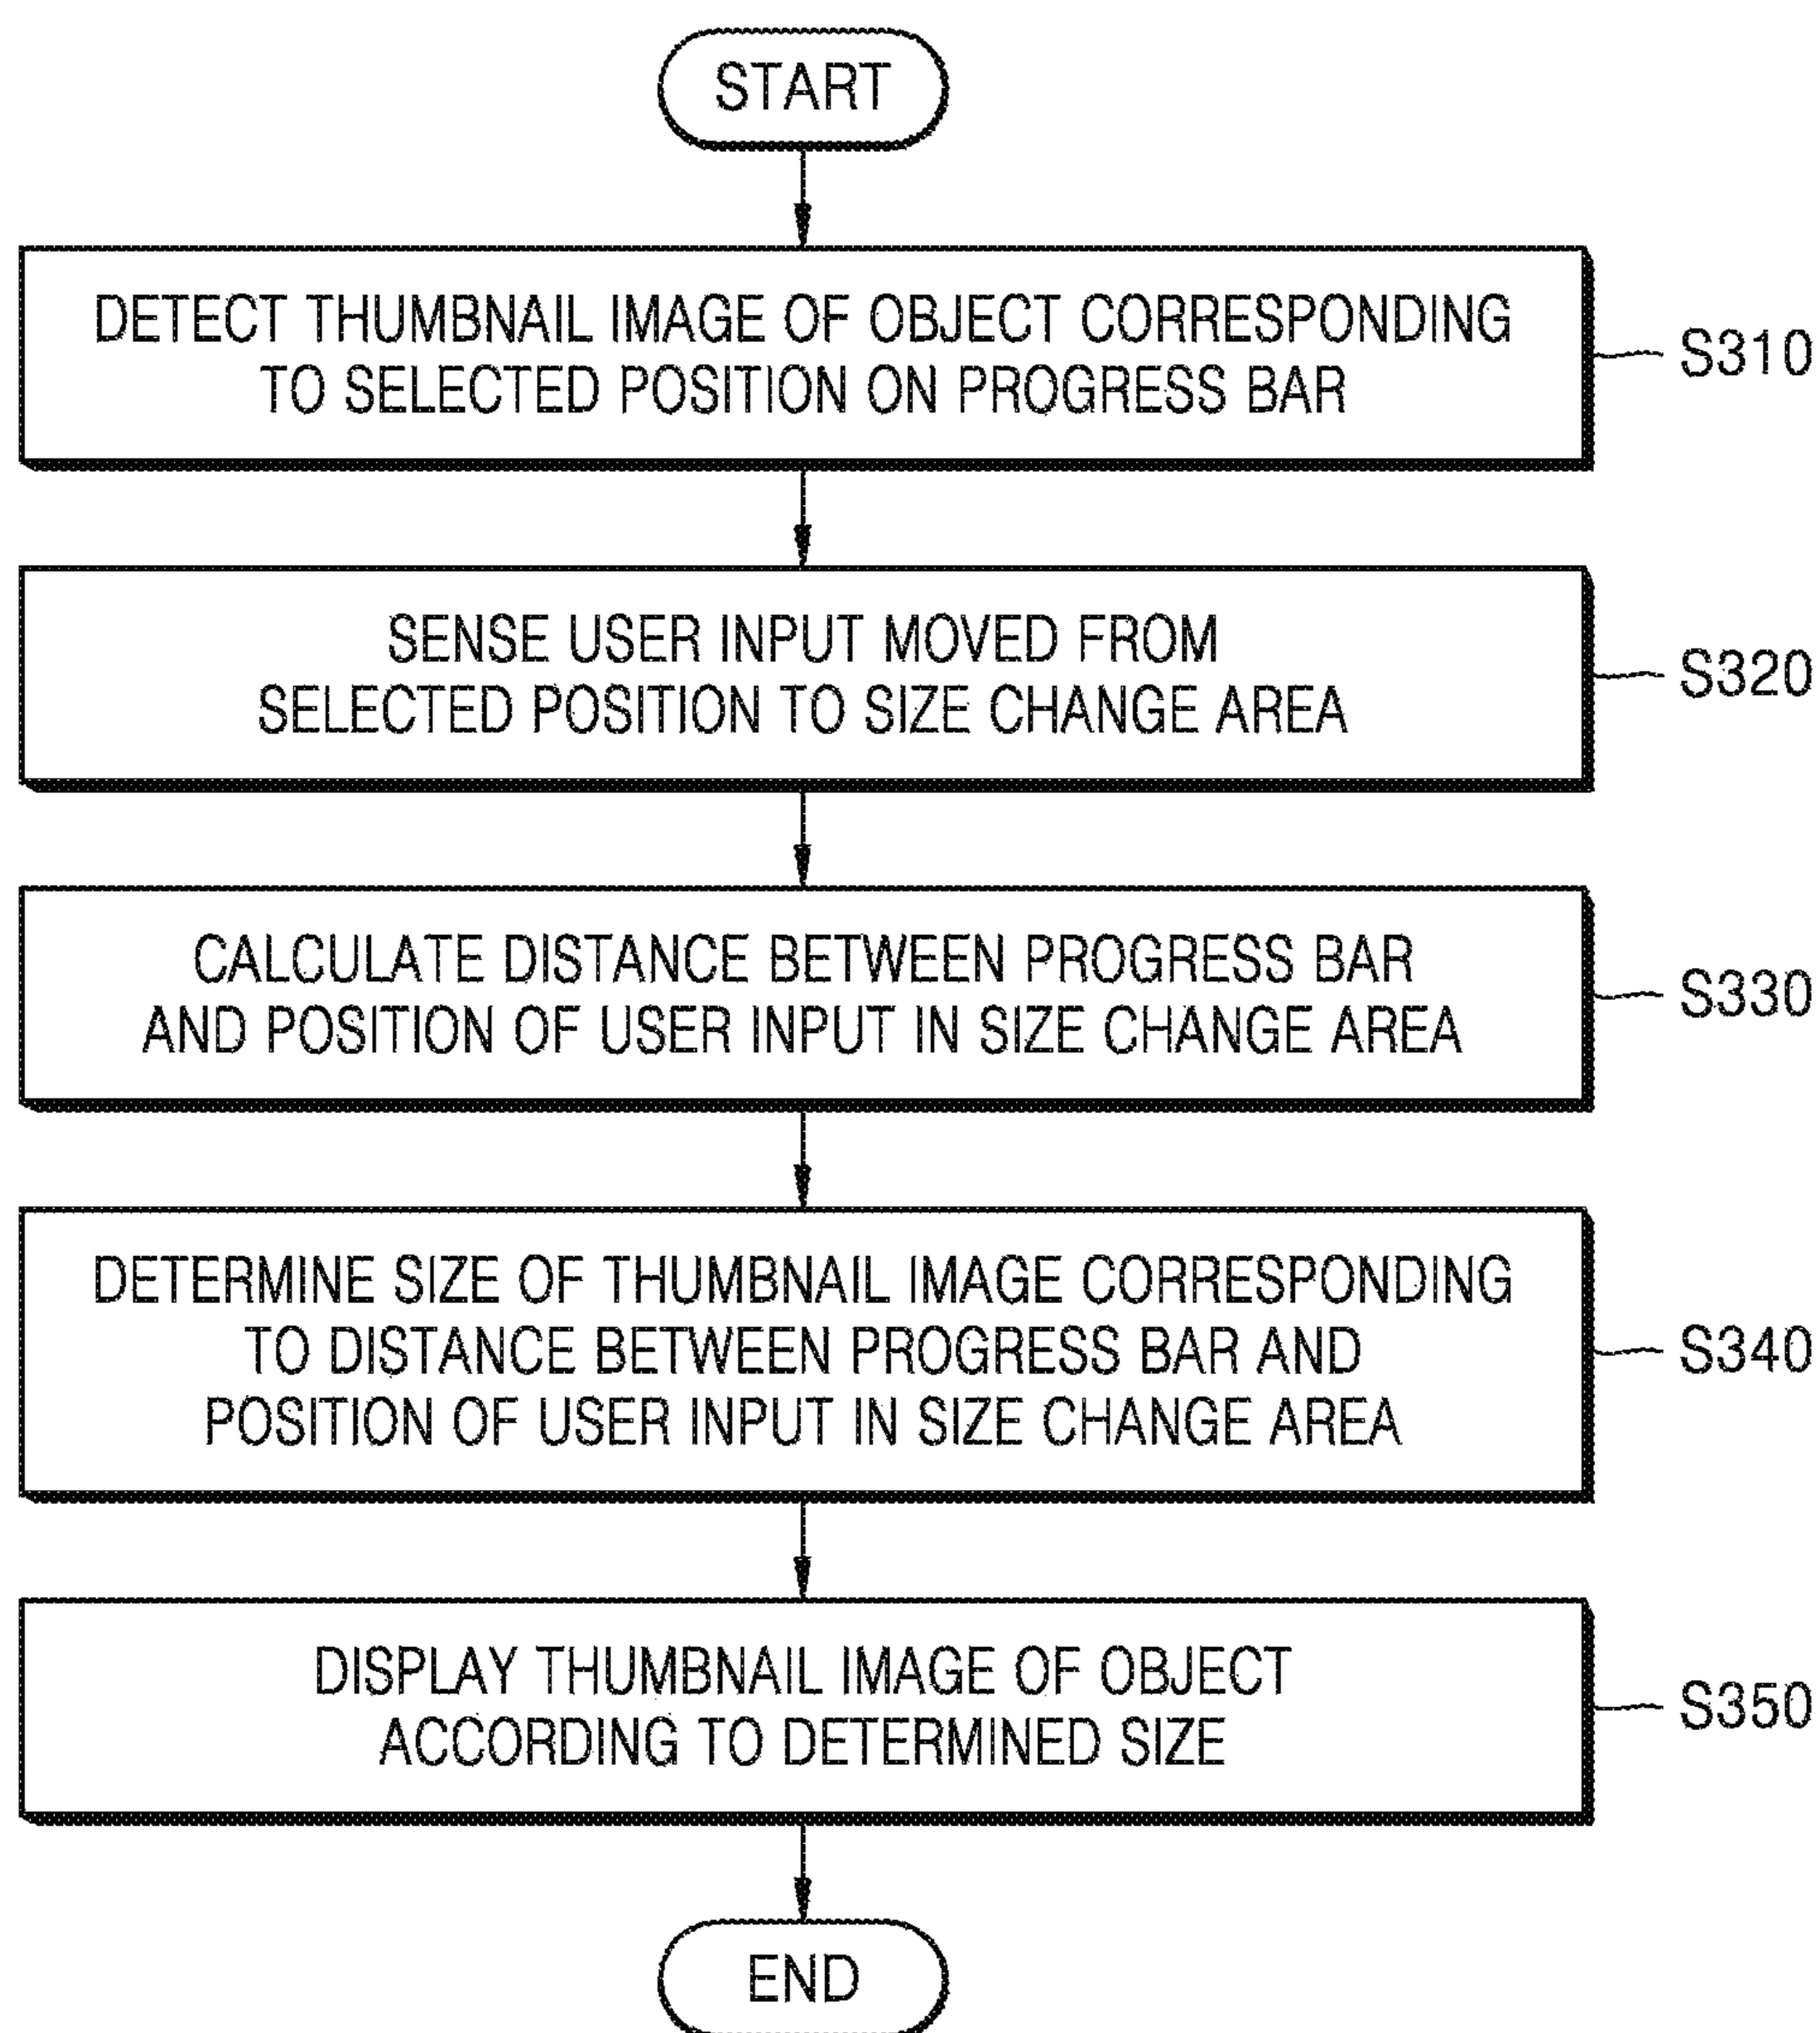 START
DETECT THUMBNAIL IMAGE OF OBJECT CORRESPONDING
TO SELECTED POSITION ON PROGRESS BAR
S310
SENSE USER INPUT MOVED FROM
SELECTED POSITION TO SIZE CHANGE AREA
S320
CALCULATE DISTANCE BETWEEN PROGRESS BAR
AND POSITION OF USER INPUT IN SIZE CHANGE AREA
S330
DETERMINE SIZE OF THUMBNAIL IMAGE CORRESPONDING
TO DISTANCE BETWEEN PROGRESS BAR AND
POSITION OF USER INPUT IN SIZE CHANGE AREA
S340
DISPLAY THUMBNAIL IMAGE OF OBJECT
ACCORDING TO DETERMINED SIZE
S350
END